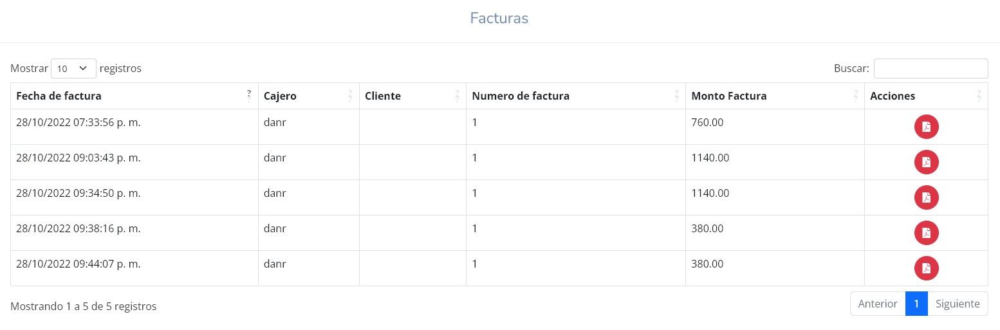 Facturas
Mostrar 10 registros Buscar:
Fecha de factura ? ? Cajero ? ? Cliente ? ? Numero de factura ? ? Monto Factura ? ? Acciones ? ?
28/10/2022 07:33:56 p. m. danr 1 760.00
28/10/2022 09:03:43 p. m. danr 1 1140.00
28/10/2022 09:34:50 p. m. danr 1 1140.00
28/10/2022 09:38:16 p. m. danr 1 380.00
28/10/2022 09:44:07 p. m. danr 1 380.00
Mostrando 1 a 5 de 5 registros Anterior 1 Siguiente